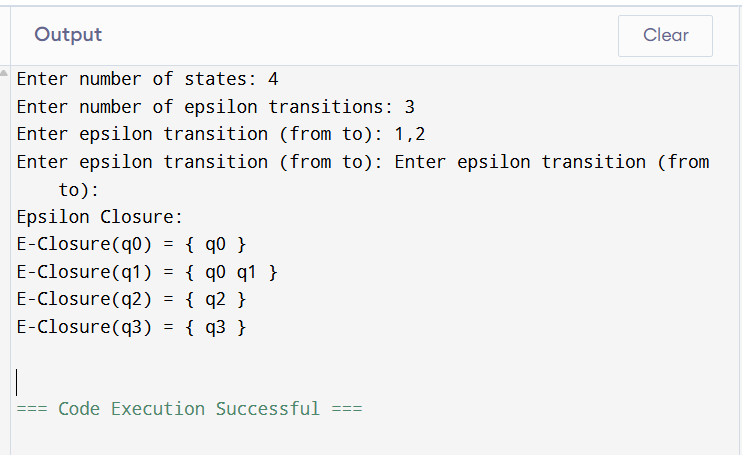 Output
Clear
Enter number of states: 4
Enter number of epsilon transitions: 3
Enter epsilon transition (from to): 1,2
Enter epsilon transition (from to): Enter epsilon transition (from
to):
Epsilon Closure:
E-Closure(q0) = { q0 }
E-Closure(q1) = { q0 q1 }
E-Closure(q2) = { q2 }
E-Closure(q3) = { q3 }
=== Code Execution Successful ===